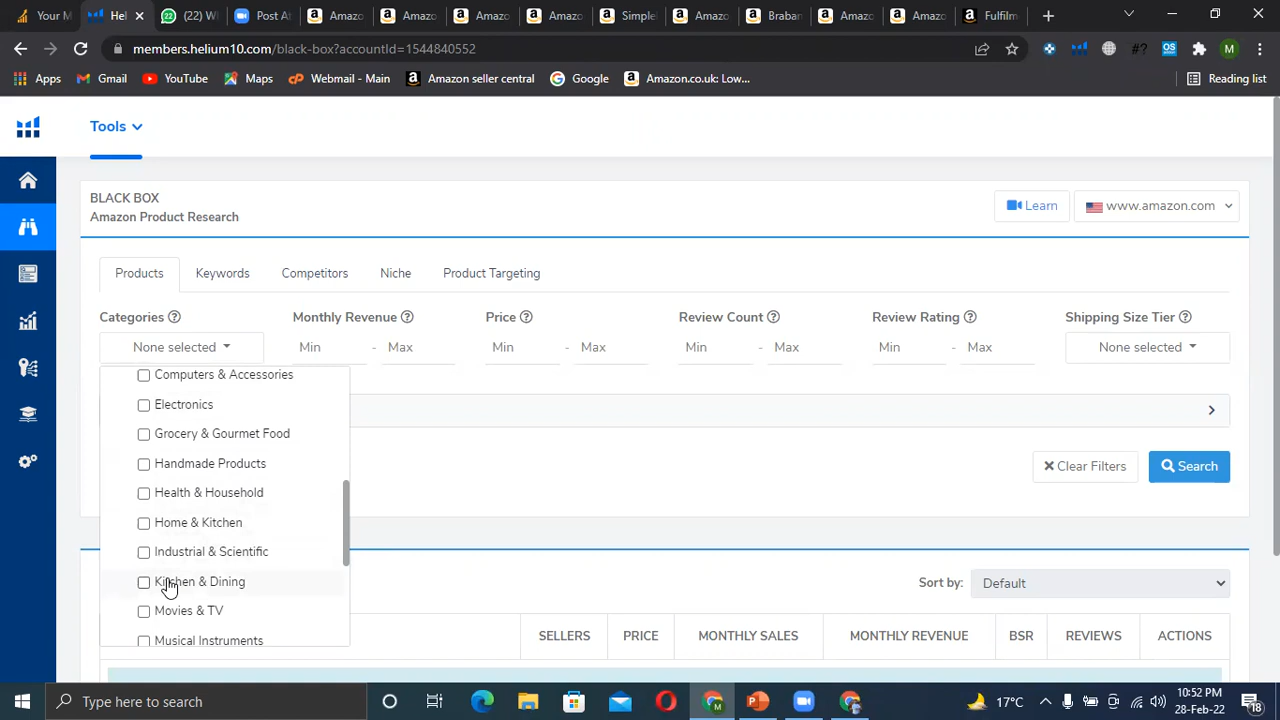 Your M
Hel
(22) W
Post At
Amazo
Amazo
Amazo
Amazo
Simple
Amazo
Braba
Amazo
Amazo
Fulfilm
members.helium10.com/black-box?accountId=1544840552
#?
M
Apps
Gmail
YouTube
Maps
Webmail - Main
Amazon seller central
Google
Amazon.co.uk: Low...
Reading list
Tools
BLACK BOX
Amazon Product Research
Learn
www.amazon.com
Products
Keywords
Competitors
Niche
Product Targeting
Categories
Monthly Revenue
Price
Review Count
Review Rating
Shipping Size Tier
None selected
Min - Max
Min - Max
Min - Max
Min - Max
None selected
Computers & Accessories
Electronics
Grocery & Gourmet Food
Handmade Products
Health & Household
Home & Kitchen
Industrial & Scientific
Kitchen & Dining
Movies & TV
Musical Instruments
Clear Filters
Search
Sort by:
Default
SELLERS
PRICE
MONTHLY SALES
MONTHLY REVENUE
BSR
REVIEWS
ACTIONS
Type here to search
17°C
10:52 PM
28-Feb-22
18